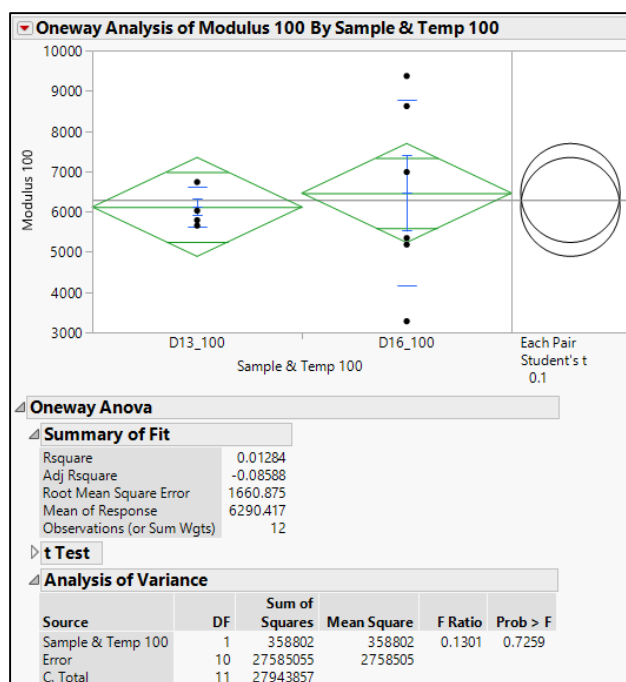 Oneway Analysis of Modulus 100 By Sample & Temp 100
10000
9000
8000
7000
6000
5000
4000
3000
Modulus 100
D13_100 D16_100
Sample & Temp 100
Each Pair
Student's t
0.1
Oneway Anova
Summary of Fit
Rsquare 0.01284
Adj Rsquare -0.08588
Root Mean Square Error 1660.875
Mean of Response 6290.417
Observations (or Sum Wgts) 12
t Test
Analysis of Variance
Sum of
Source DF Squares Mean Square F Ratio Prob > F
Sample & Temp 100 1 358802 358802 0.1301 0.7259
Error 10 27585055 2758505
C. Total 11 27943857